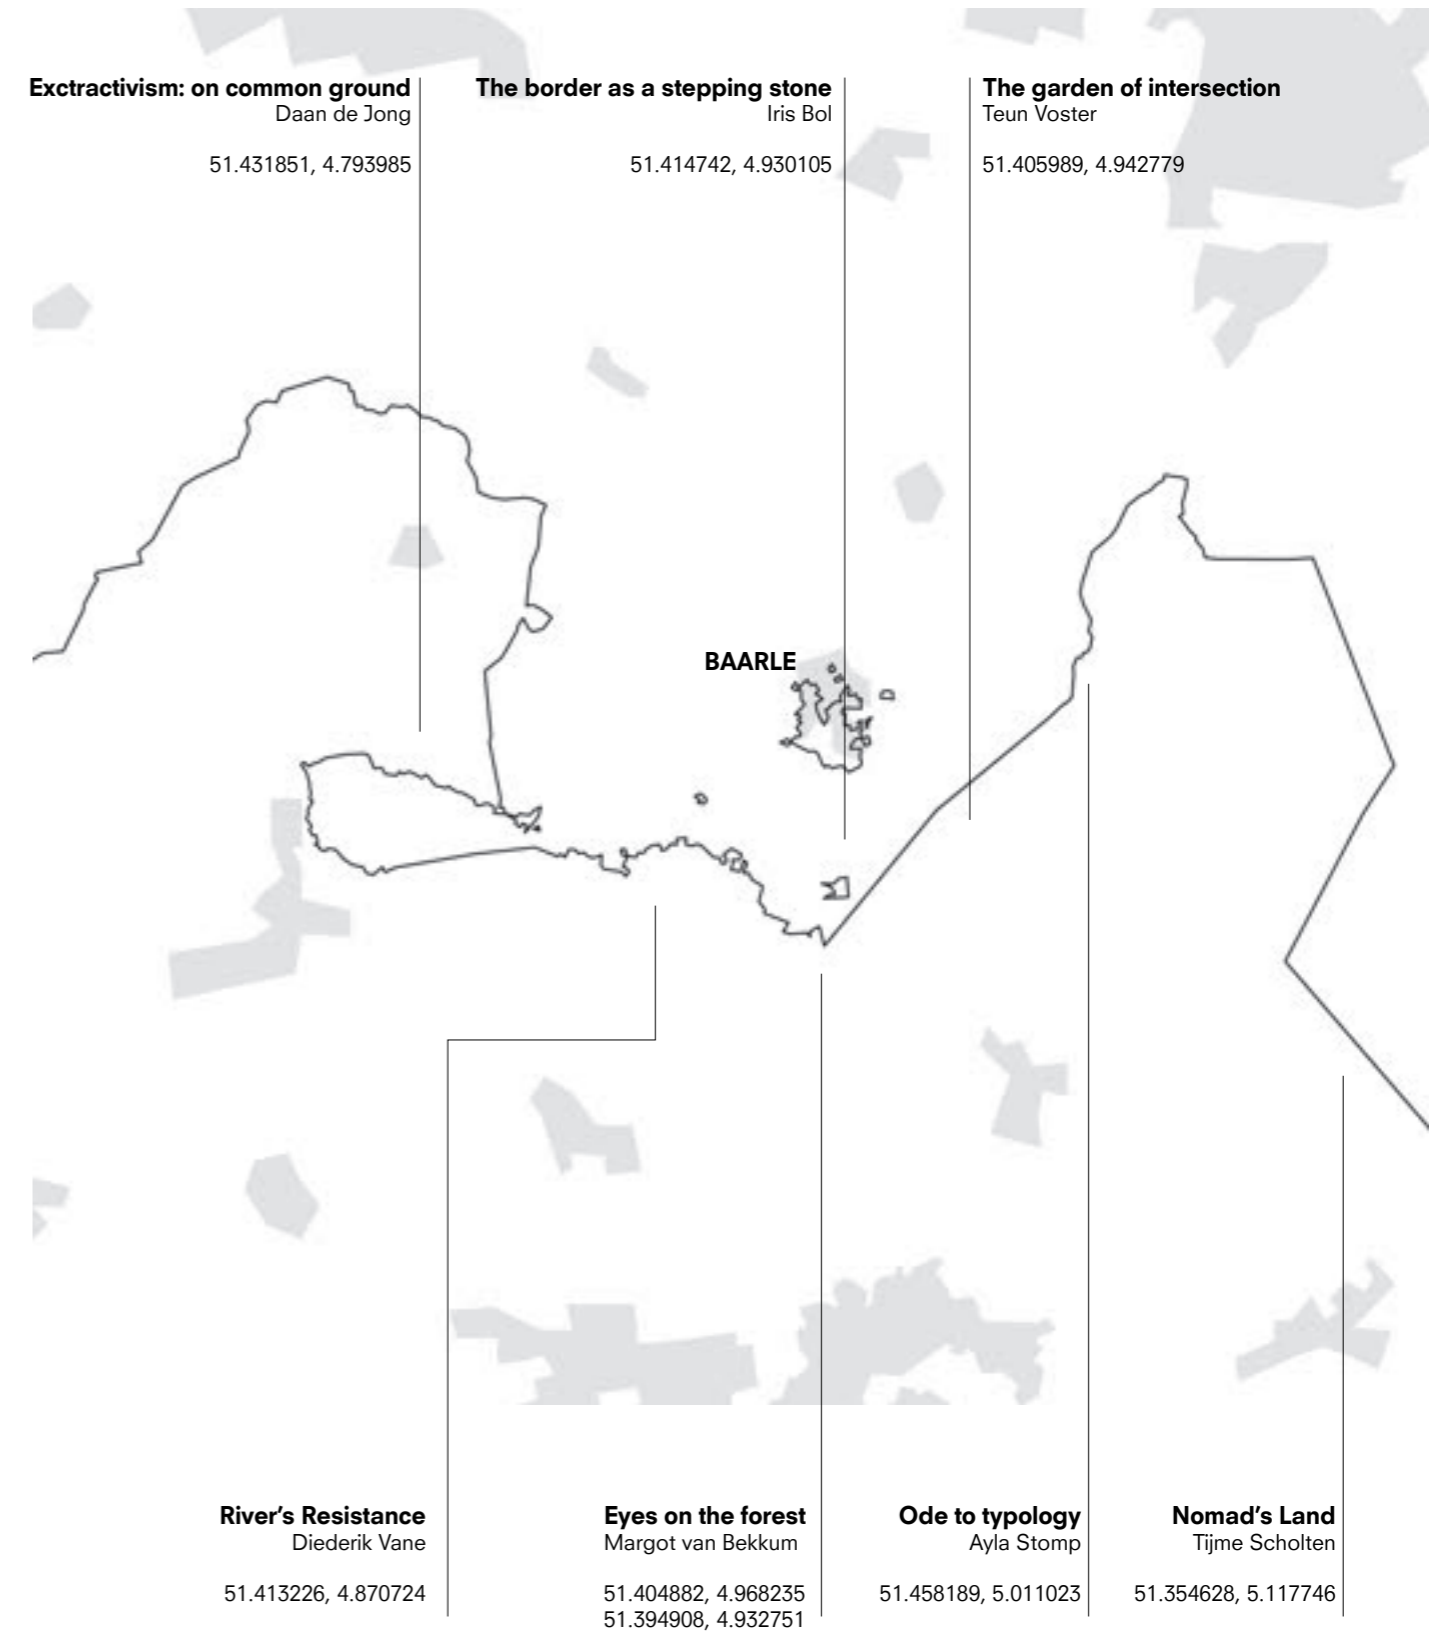 Exctractivism: on common ground
Daan de Jong
51.431851, 4.793985
The border as a stepping stone
Iris Bol
51.414742, 4.930105
The garden of intersection
Teun Voster
51.405989, 4.942779
BAARLE
River's Resistance
Diederik Vane
51.413226, 4.870724
Eyes on the forest
Margot van Bekkum
51.404882, 4.968235
51.394908, 4.932751
Ode to typology
Ayla Stomp
51.458189, 5.011023
Nomad's Land
Tijme Scholten
51.354628, 5.117746